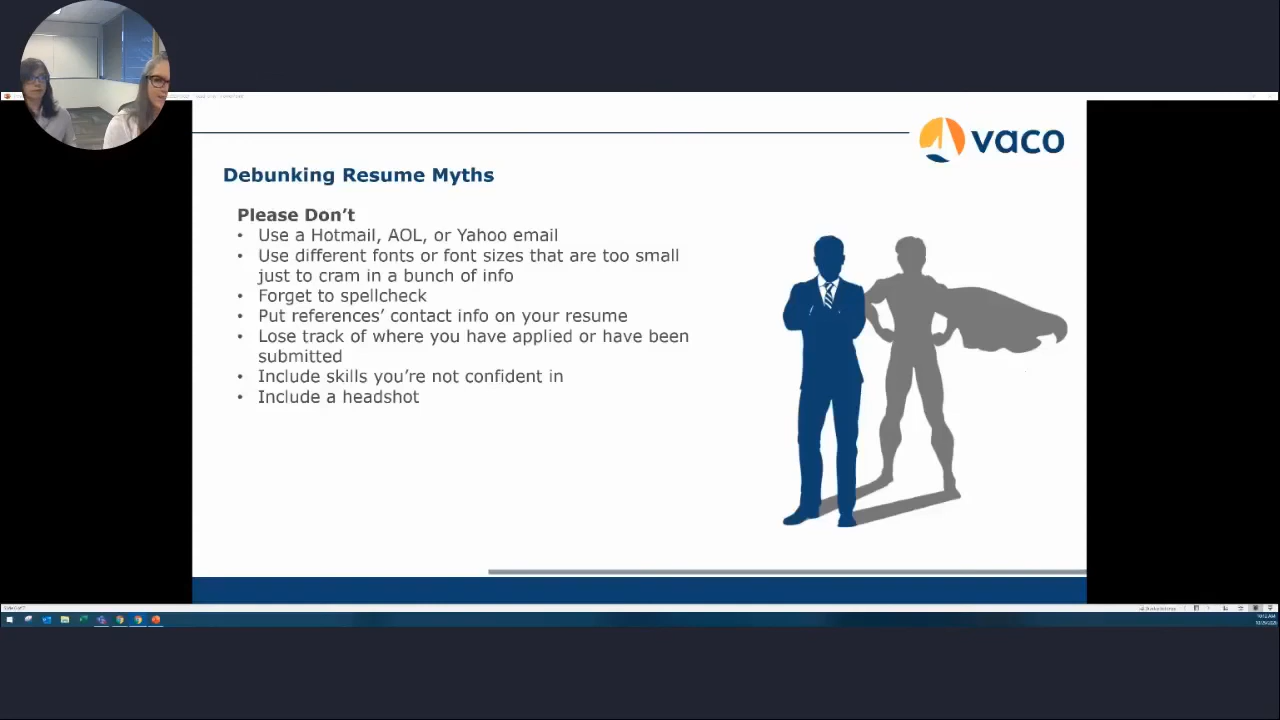 vaco
Debunking Resume Myths
Please Don't
• Use a Hotmail, AOL, or Yahoo email
• Use different fonts or font sizes that are too small
just to cram in a bunch of info
• Forget to spellcheck
• Put references' contact info on your resume
• Lose track of where you have applied or have been
submitted
• Include skills you're not confident in
• Include a headshot